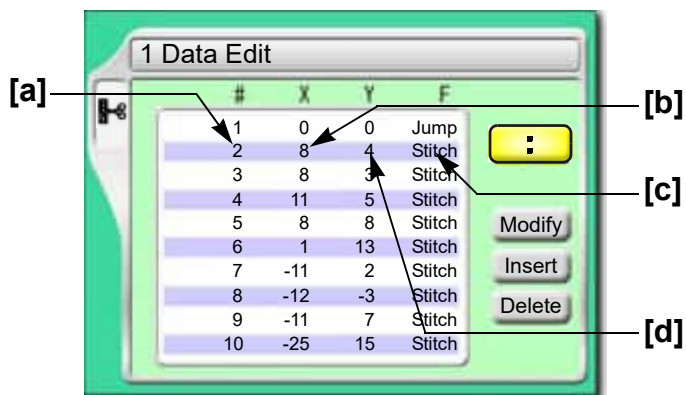 1 Data Edit
[a]
# X Y F
[b]
1 0 0 Jump
2 8 4 Stitch
:
3 8 3 Stitch
[c]
4 11 5 Stitch
5 8 8 Stitch
Modify
6 1 13 Stitch
7 -11 2 Stitch
Insert
8 -12 -3 Stitch
Delete
9 -11 7 Stitch
[d]
10 -25 15 Stitch